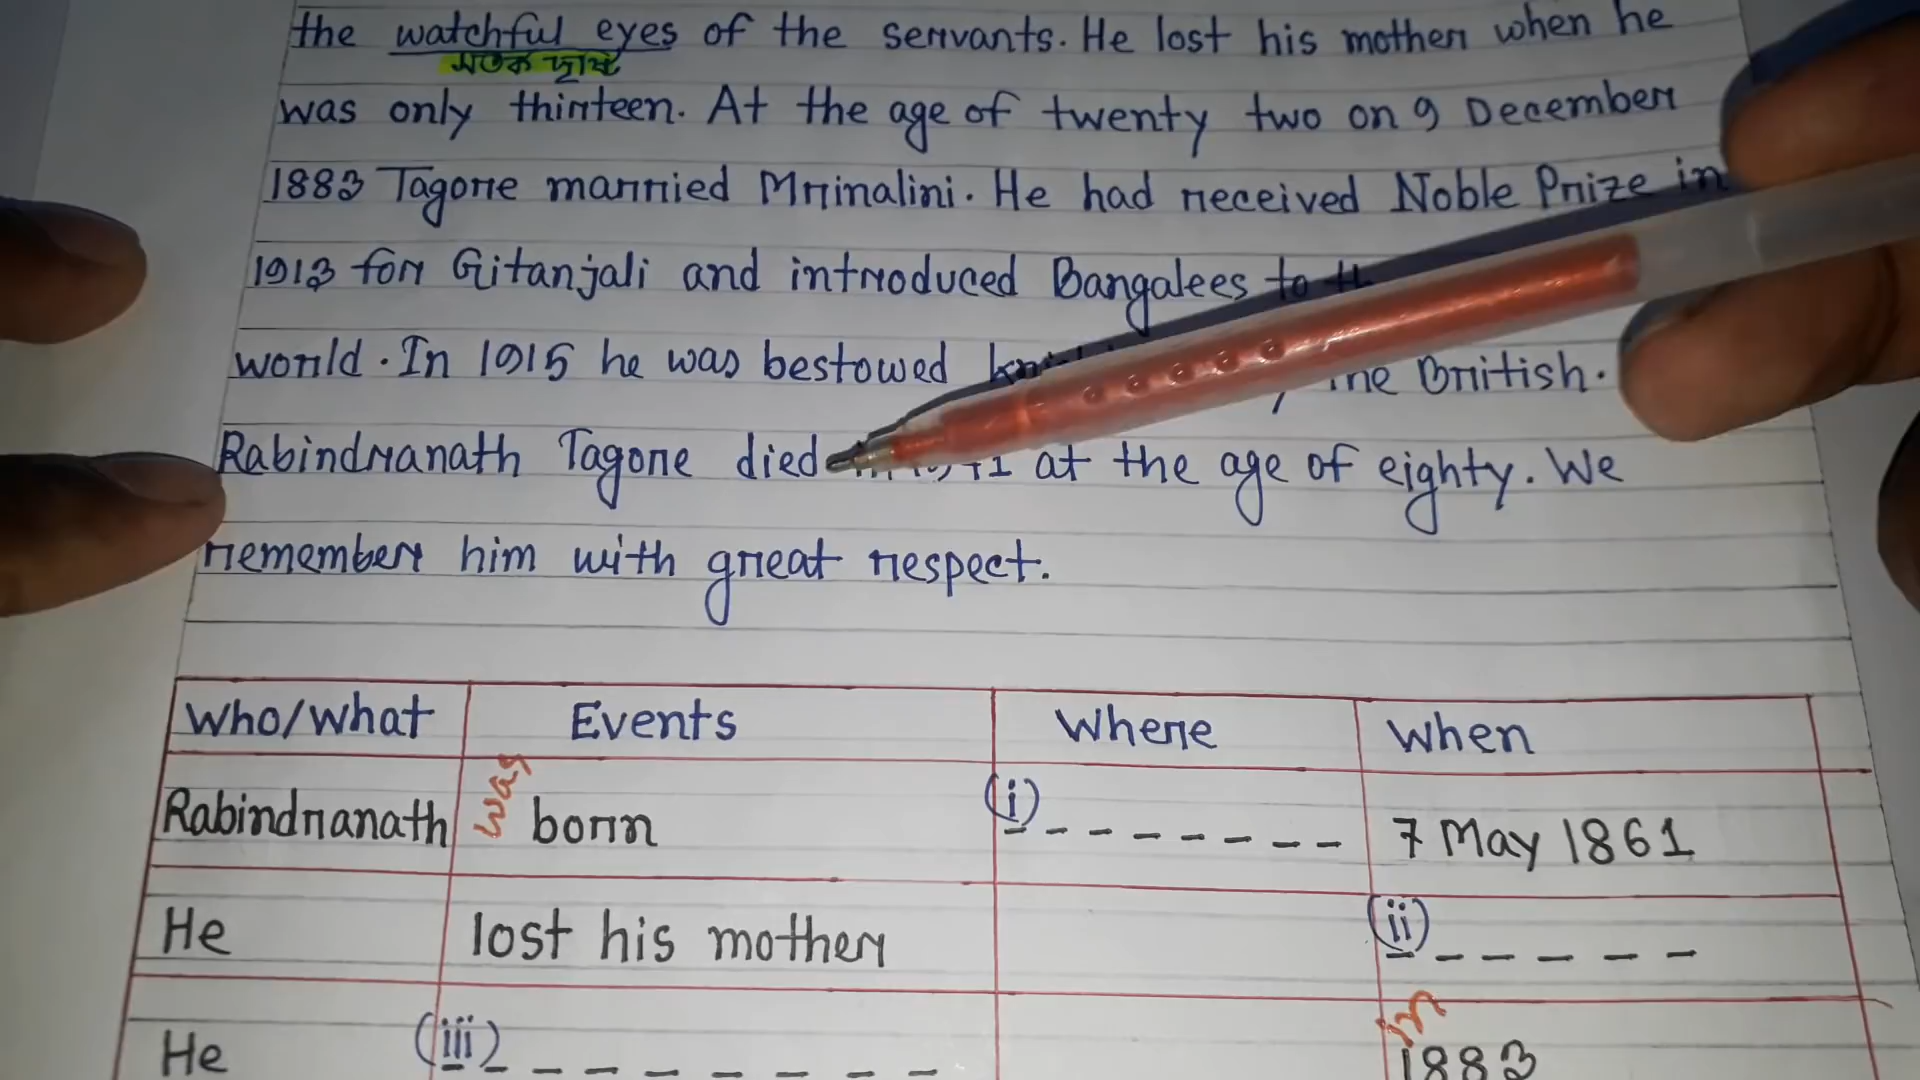 the watchful eyes of the servants. He lost his mother when he
সতর্ক দৃষ্টি
was only thirteen. At the age of twenty two on 9 December
1883 Tagore married Mrinalini. He had received Noble Prize in
1913 for Gitanjali and introduced Bangalees to
world. In 1915 he was bestowed the British.
Rabindranath Tagore died at the age of eighty. We
remember him with great respect.
Who/what Events Where When
Rabindranath was born (i) -------- 7 May 1861
He lost his mother (ii) ------
He (iii) --------- in 1883